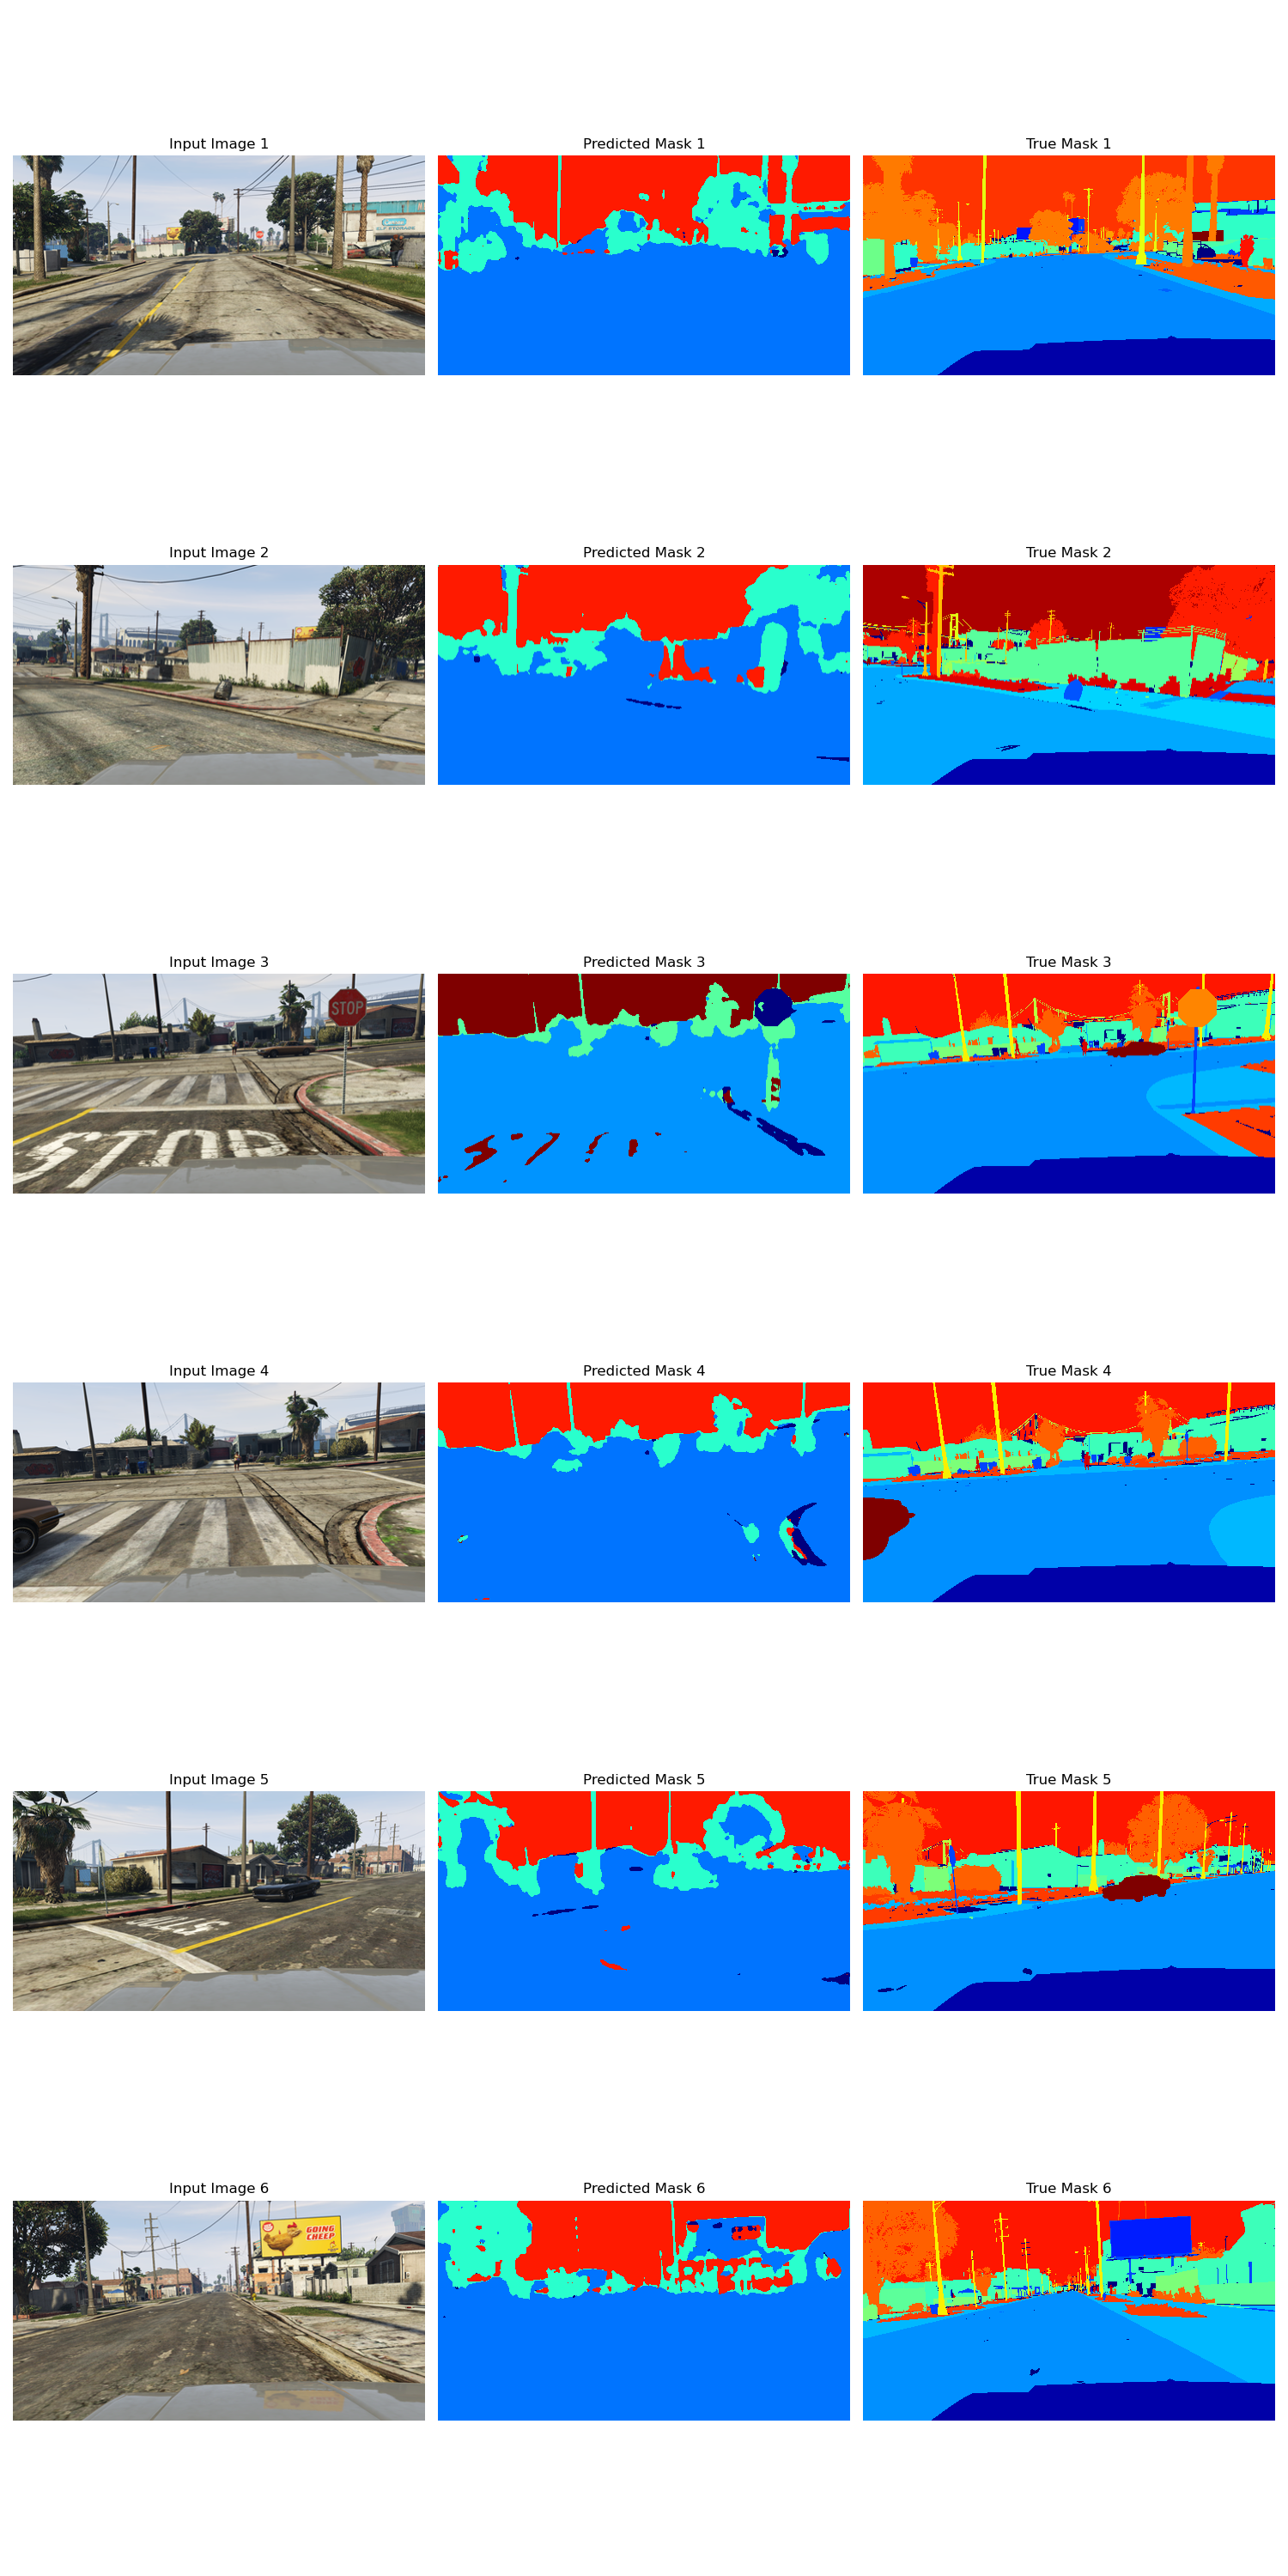 Input Image 1
Predicted Mask 1
True Mask 1
Input Image 2
Predicted Mask 2
True Mask 2
Input Image 3
Predicted Mask 3
True Mask 3
STOP
STOP
Input Image 4
Predicted Mask 4
True Mask 4
Input Image 5
Predicted Mask 5
True Mask 5
Input Image 6
Predicted Mask 6
True Mask 6
GOING
CHEEP